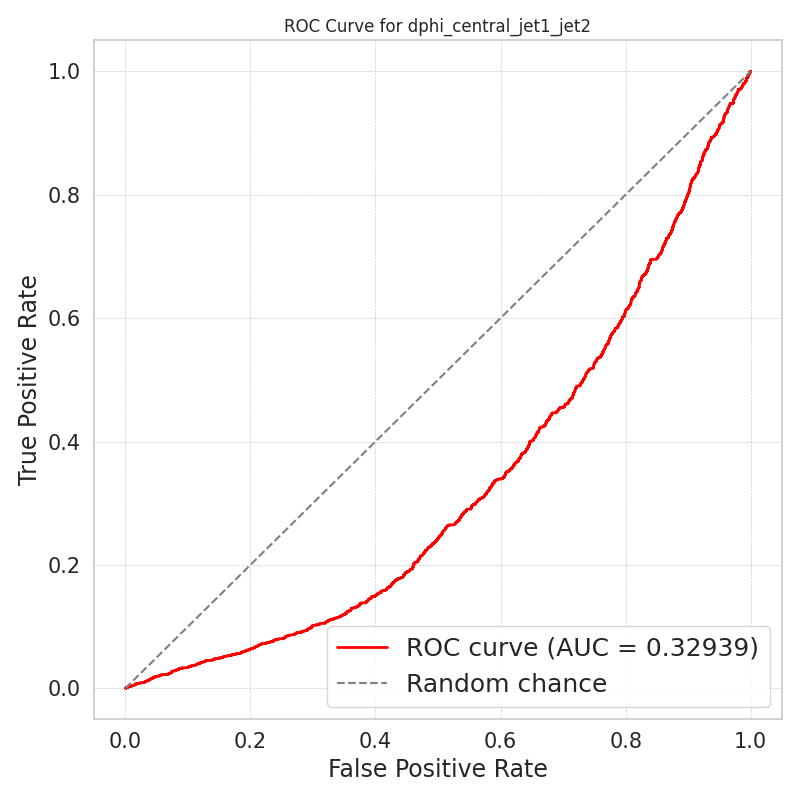 ROC Curve for dphi_central_jet1_jet2
True Positive Rate
1.0
0.8
0.6
0.4
0.2
0.0
ROC curve (AUC = 0.32939)
Random chance
0.0 0.2 0.4 0.6 0.8 1.0
False Positive Rate